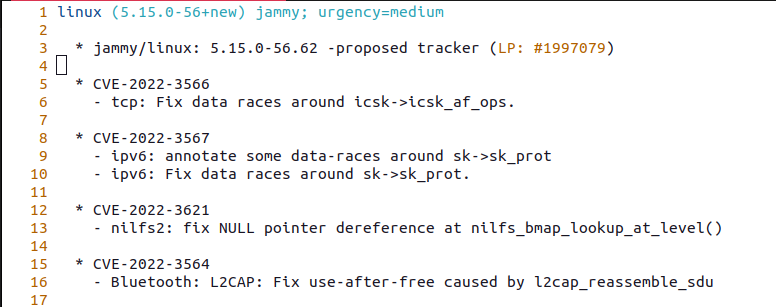 1 linux (5.15.0-56+new) jammy; urgency=medium
2
3   * jammy/linux: 5.15.0-56.62 -proposed tracker (LP: #1997079)
4
5   * CVE-2022-3566
6     - tcp: Fix data races around icsk->icsk_af_ops.
7
8   * CVE-2022-3567
9     - ipv6: annotate some data-races around sk->sk_prot
10     - ipv6: Fix data races around sk->sk_prot.
11
12   * CVE-2022-3621
13     - nilfs2: fix NULL pointer dereference at nilfs_bmap_lookup_at_level()
14
15   * CVE-2022-3564
16     - Bluetooth: L2CAP: Fix use-after-free caused by l2cap_reassemble_sdu
17